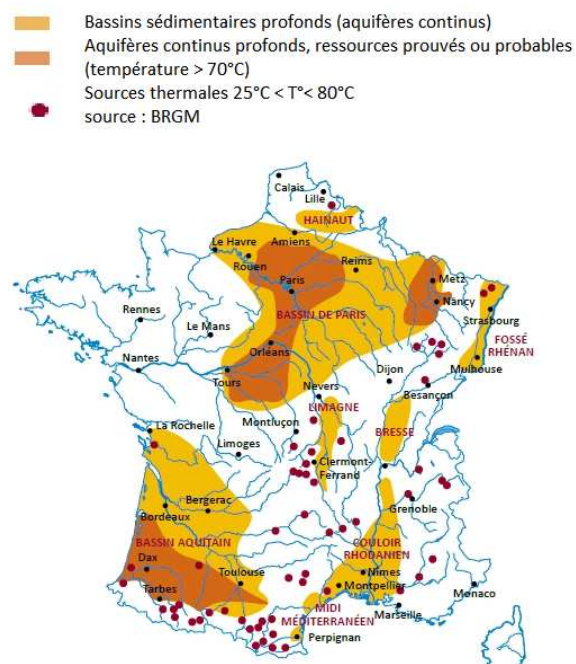 Bassins sédimentaires profonds (aquifères continus)
Aquifères continus profonds, ressources prouvés ou probables
(température > 70°C)
Sources thermales 25°C < T°< 80°C
source : BRGM
Calais
Lille
HAINAUT
Le Havre
Amiens
Rouen
Reims
Paris
Metz
Nancy
BASSIN DE PARIS
Rennes
Le Mans
Strasbourg
FOSSÉ
RHÉNAN
Orléans
Nantes
Tours
Dijon
Mulhouse
Nevers
Besançon
LIMAGNE
La Rochelle
Montluçon
BRESSE
Limoges
Clermont-
Ferrand
Bergerac
Grenoble
Bordeaux
BASSIN AQUITAIN
COULOIR
RHODANIEN
Dax
Toulouse
Nîmes
Tarbes
Montpellier
Monaco
MIDI
MÉDITERRANÉEN
Marseille
Perpignan